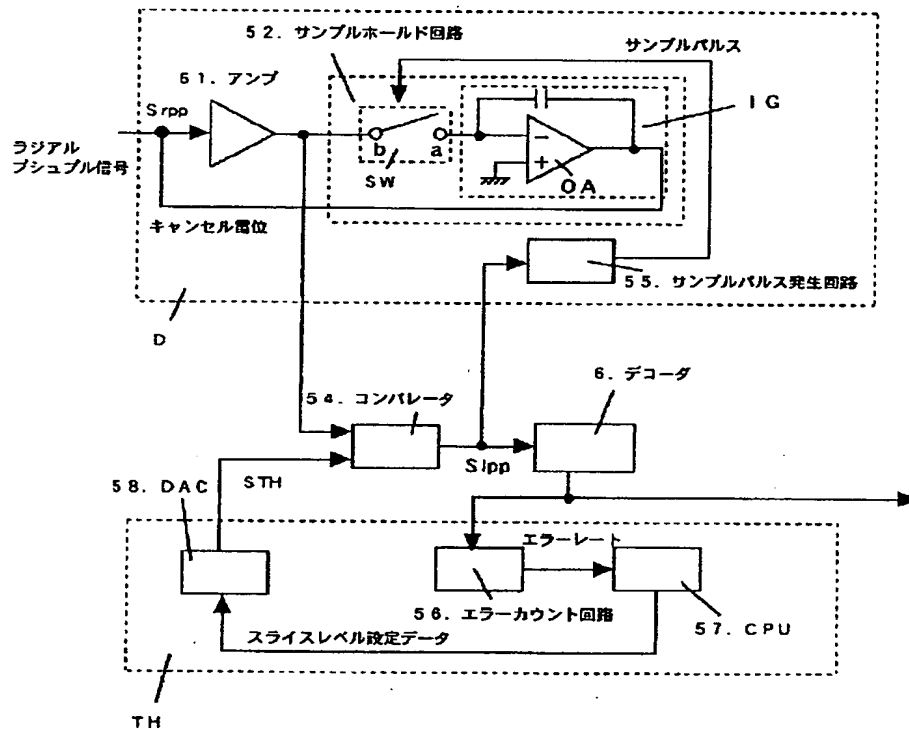 52. サンプルホールド回路
サンプルパルス
51. アンプ
IG
Srpp
ラジアル
プシュプル信号
b
a
−
+
SW
OA
キャンセル電位
55. サンプルパルス発生回路
D
6. デコーダ
54. コンパレータ
Slpp
STH
58. DAC
エラーレート
56. エラーカウント回路
57. CPU
スライスレベル設定データ
TH